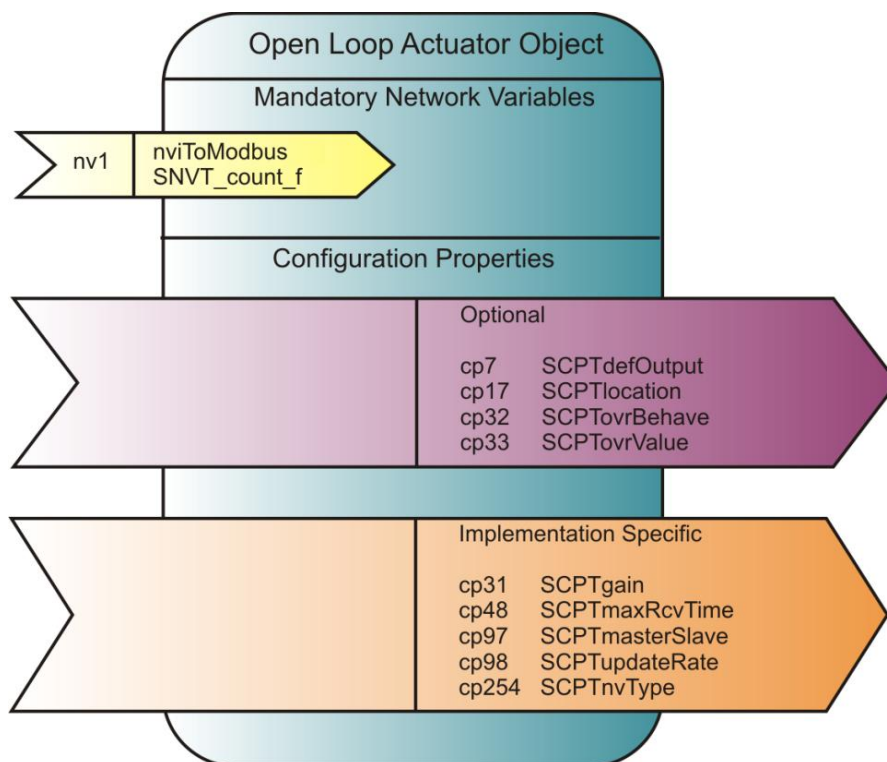 Open Loop Actuator Object
Mandatory Network Variables
nv1 nviToModbus
SNVT_count_f
Configuration Properties
Optional
cp7 SCPTdefOutput
cp17 SCPTlocation
cp32 SCPTovrBehave
cp33 SCPTovrValue
Implementation Specific
cp31 SCPTgain
cp48 SCPTmaxRcvTime
cp97 SCPTmasterSlave
cp98 SCPTupdateRate
cp254 SCPTnvType